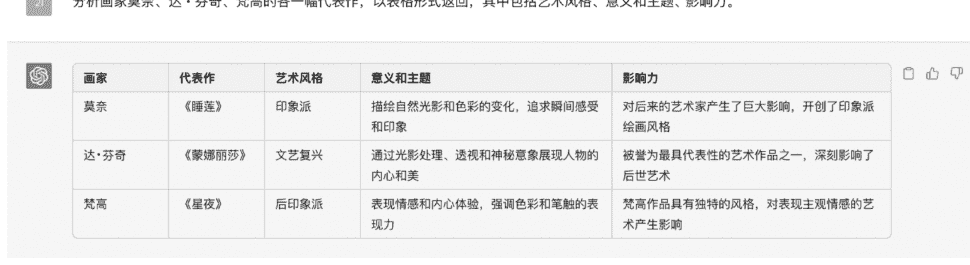 分析画家莫奈、达·芬奇、梵高的各一幅代表作，以表格形式返回，其中包括艺术风格、意义和主题、影响力。
画家 代表作 艺术风格 意义和主题 影响力
莫奈 《睡莲》 印象派 描绘自然光影和色彩的变化，追求瞬间感受 对后来的艺术家产生了巨大影响，开创了印象派
和印象 绘画风格
达·芬奇 《蒙娜丽莎》 文艺复兴 通过光影处理、透视和神秘意象展现人物的 被誉为最具代表性的艺术作品之一，深刻影响了
内心和美 后世艺术
梵高 《星夜》 后印象派 表现情感和内心体验，强调色彩和笔触的表 梵高作品具有独特的风格，对表现主观情感的艺
现力 术产生影响